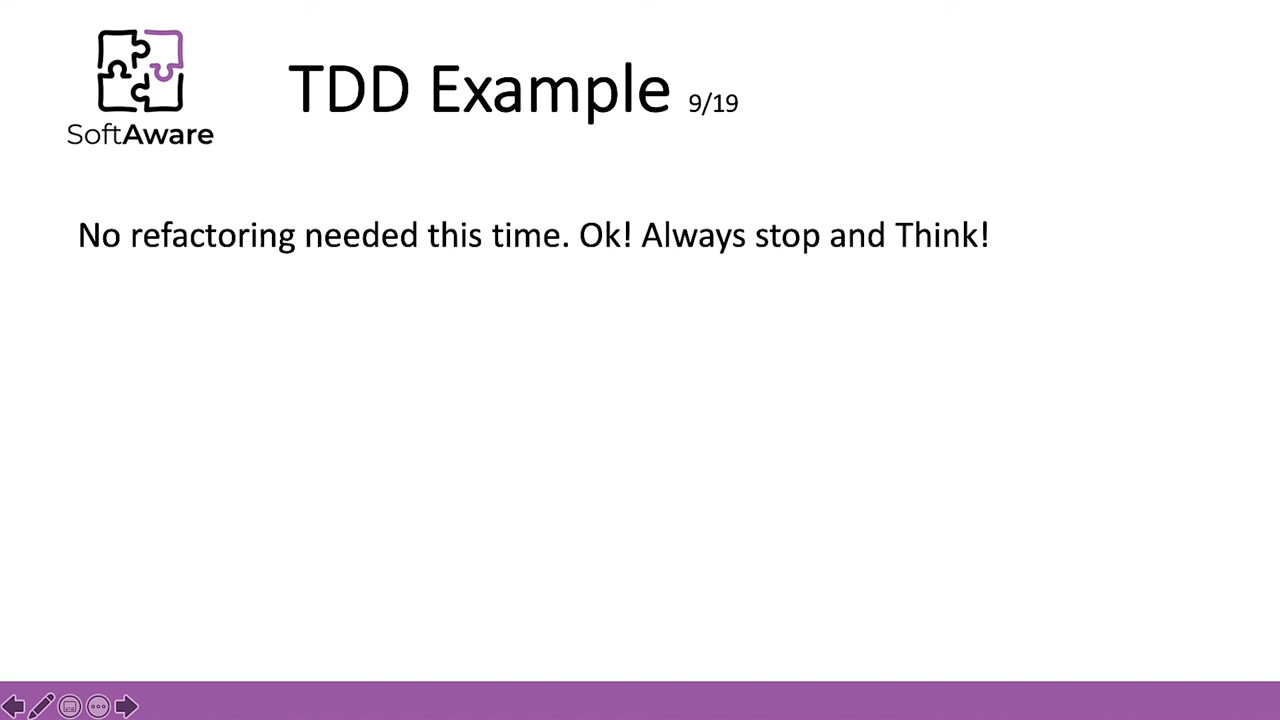 SoftAware
TDD Example 9/19
No refactoring needed this time. Ok! Always stop and Think!